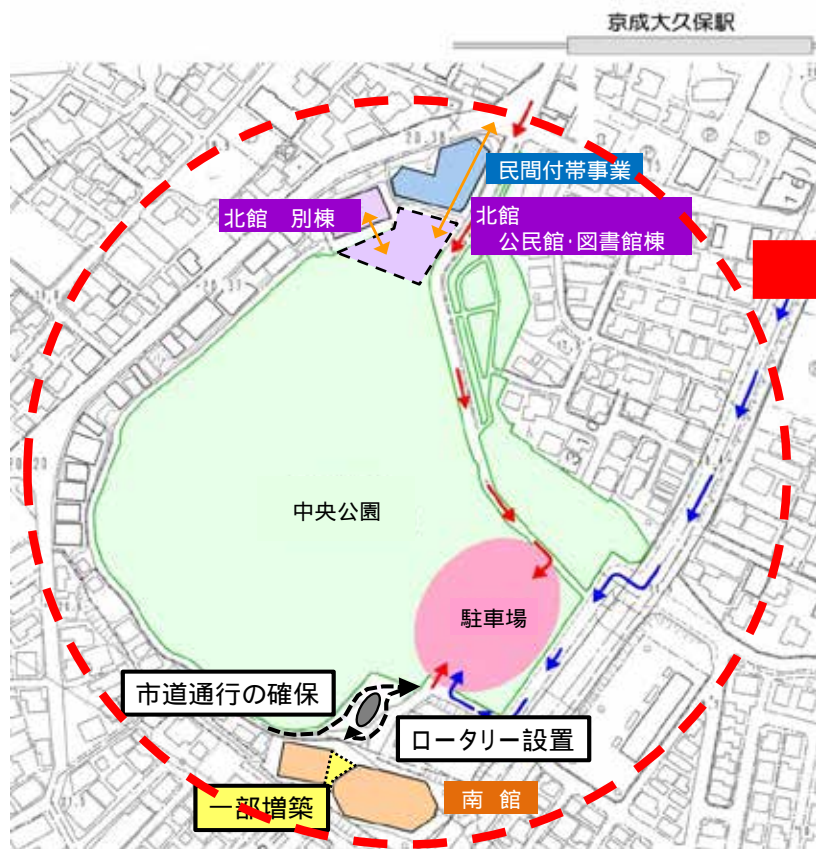 京成大久保駅
民間付帯事業
北館　別棟
北館
公民館・図書館棟
中央公園
駐車場
市道通行の確保
ロータリー設置
一部増築
南 館